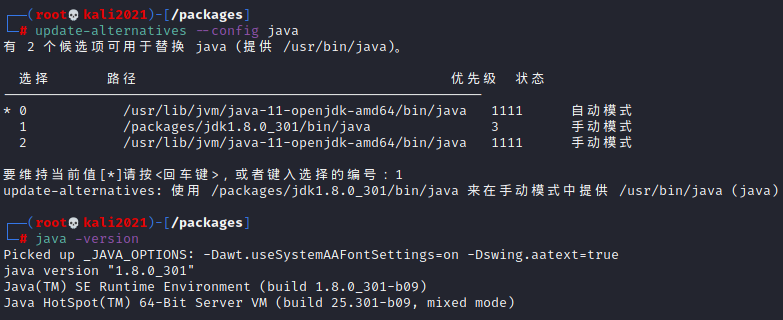 ┌──(root💀kali2021)-[/packages]
└─# update-alternatives --config java
有 2 个候选项可用于替换 java (提供 /usr/bin/java)。
选择 路径 优先级 状态
------------------------------------------------------------
* 0 /usr/lib/jvm/java-11-openjdk-amd64/bin/java 1111 自动模式
1 /packages/jdk1.8.0_301/bin/java 3 手动模式
2 /usr/lib/jvm/java-11-openjdk-amd64/bin/java 1111 手动模式
要维持当前值[*]请按<回车键>，或者键入选择的编号：1
update-alternatives: 使用 /packages/jdk1.8.0_301/bin/java 来在手动模式中提供 /usr/bin/java (java)
┌──(root💀kali2021)-[/packages]
└─# java -version
Picked up _JAVA_OPTIONS: -Dawt.useSystemAAFontSettings=on -Dswing.aatext=true
java version "1.8.0_301"
Java(TM) SE Runtime Environment (build 1.8.0_301-b09)
Java HotSpot(TM) 64-Bit Server VM (build 25.301-b09, mixed mode)